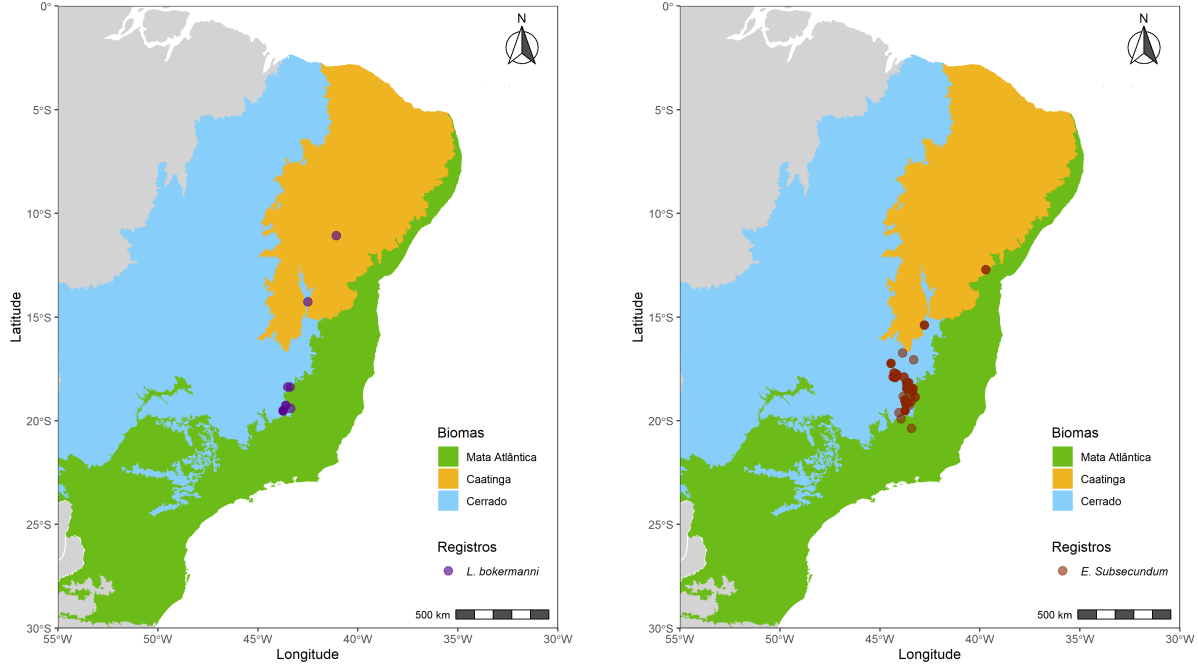 N
0°
5°S
10°S
15°S
20°S
25°S
30°S
Latitude
55°W
50°W
45°W
40°W
35°W
30°W
Longitude
Biomas
Mata Atlântica
Caatinga
Cerrado
Registros
L. bokermanni
500 km
N
0°
5°S
10°S
15°S
20°S
25°S
30°S
Latitude
55°W
50°W
45°W
40°W
35°W
30°W
Longitude
Biomas
Mata Atlântica
Caatinga
Cerrado
Registros
E. Subsecundum
500 km